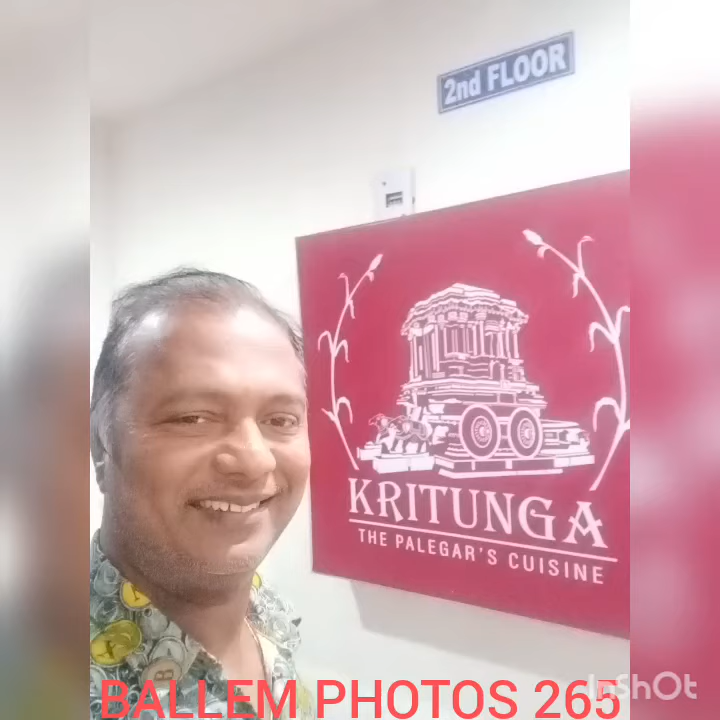 2nd FLOOR
KRITUNGA
THE PALEGAR'S CUISINE
BALLEM PHOTOS 265
InShOt